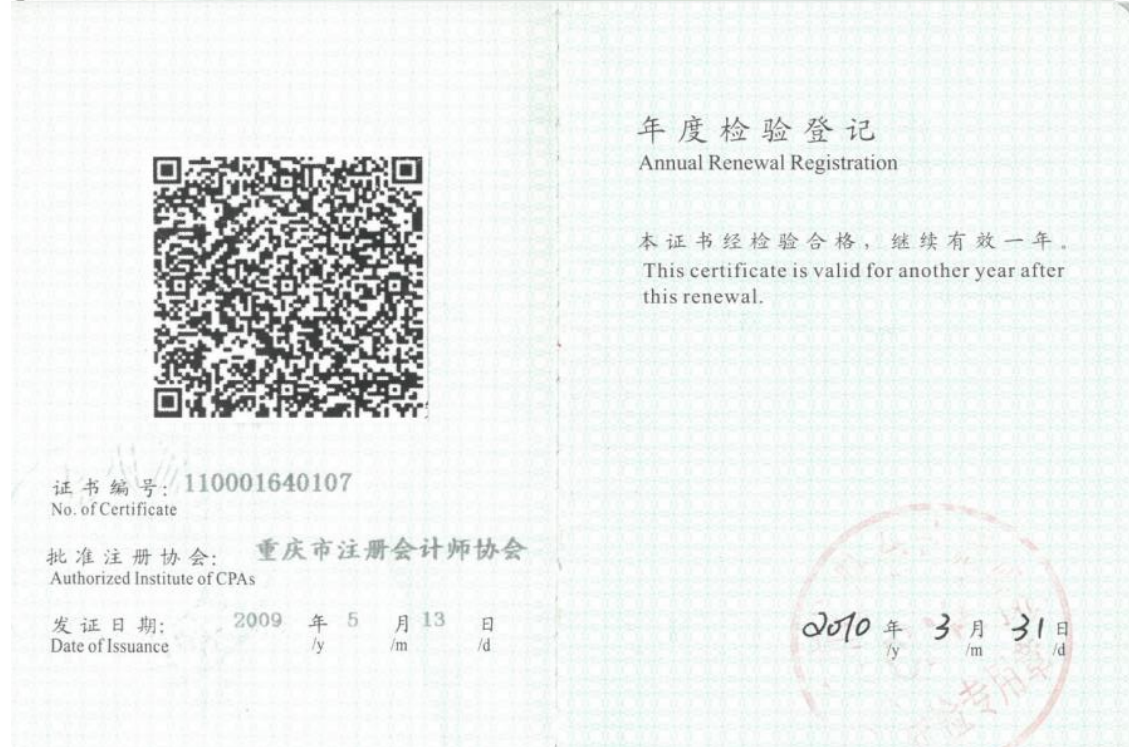 证书编号: 110001640107
No. of Certificate
批准注册协会: 重庆市注册会计师协会
Authorized Institute of CPAs
发证日期: 2009 年 5 月 13 日
Date of Issuance /y /m /d
年度检验登记
Annual Renewal Registration
本证书经检验合格，继续有效一年。
This certificate is valid for another year after
this renewal.
2010 年 3 月 31 日
/y /m /d
专用章